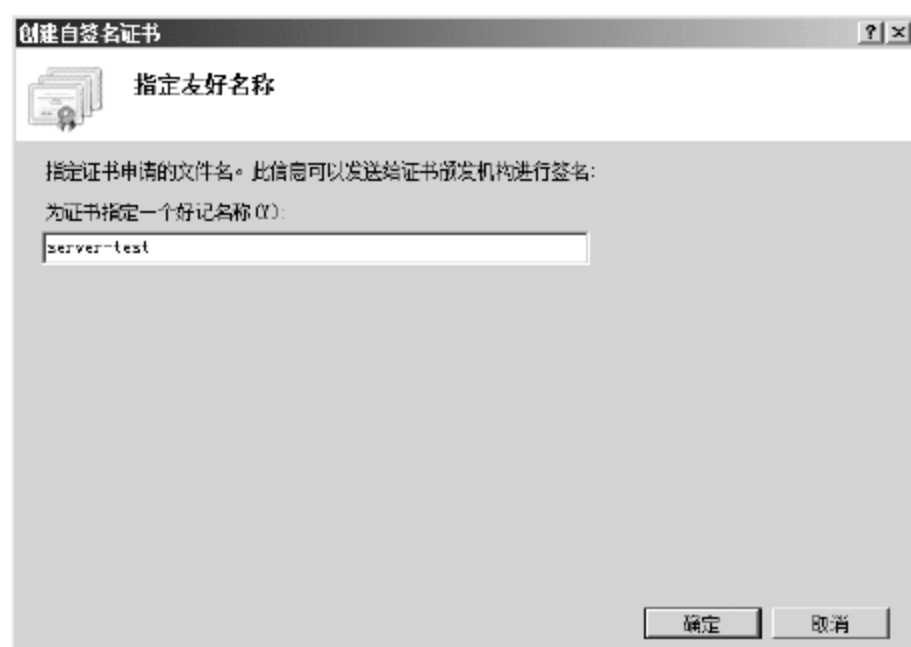 创建自签名证书
指定友好名称
指定证书申请的文件名。此信息可以发送给证书颁发机构进行签名:
为证书指定一个好记名称(Y):
server-test
确定
取消